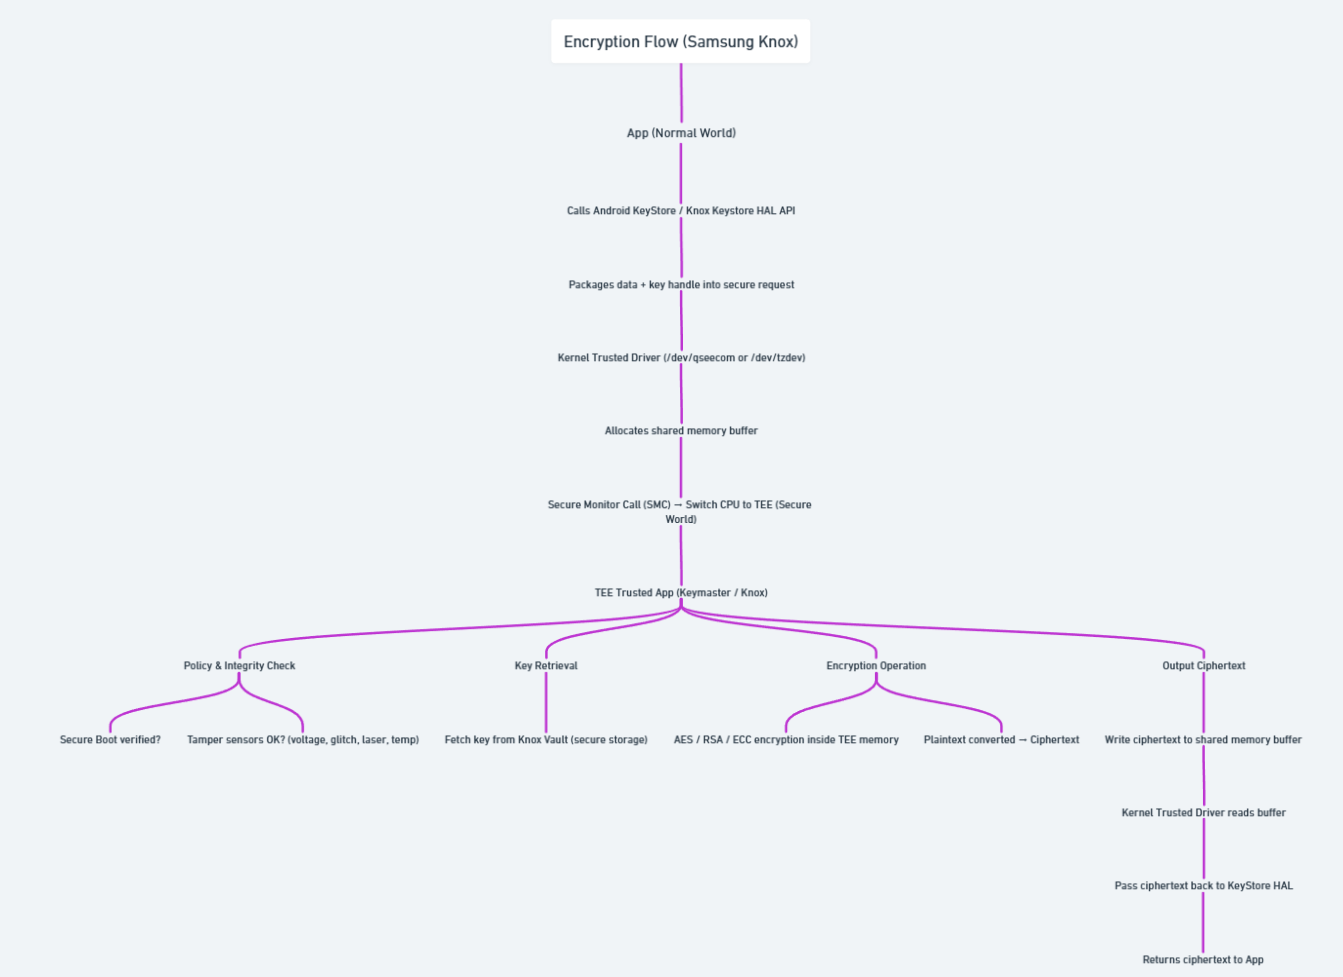 Encryption Flow (Samsung Knox)
App (Normal World)
Calls Android KeyStore / Knox Keystore HAL API
Packages data + key handle into secure request
Kernel Trusted Driver (/dev/qseecom or /dev/tzdev)
Allocates shared memory buffer
Secure Monitor Call (SMC) → Switch CPU to TEE (Secure
World)
TEE Trusted App (Keymaster / Knox)
Policy & Integrity Check
Key Retrieval
Encryption Operation
Output Ciphertext
Secure Boot verified?
Tamper sensors OK? (voltage, glitch, laser, temp)
Fetch key from Knox Vault (secure storage)
AES / RSA / ECC encryption inside TEE memory
Plaintext converted → Ciphertext
Write ciphertext to shared memory buffer
Kernel Trusted Driver reads buffer
Pass ciphertext back to KeyStore HAL
Returns ciphertext to App